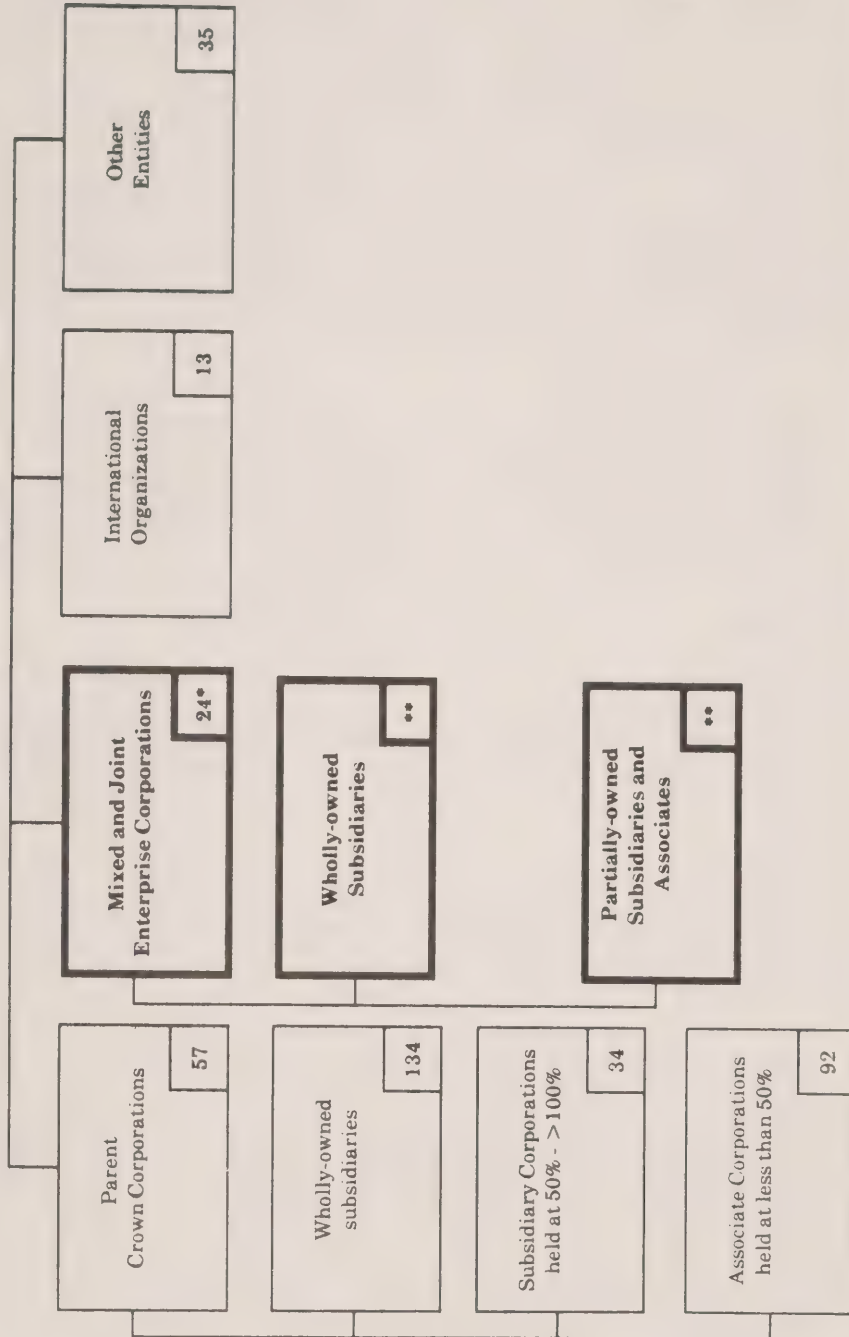 Parent
Crown Corporations
57
Wholly-owned
subsidiaries
134
Subsidiary Corporations
held at 50% - > 100%
34
Associate Corporations
held at less than 50%
92
Mixed and Joint
Enterprise Corporations
24*
Wholly-owned
Subsidiaries
**
Partially-owned
Subsidiaries and
Associates
**
International
Organizations
13
Other
Entities
35